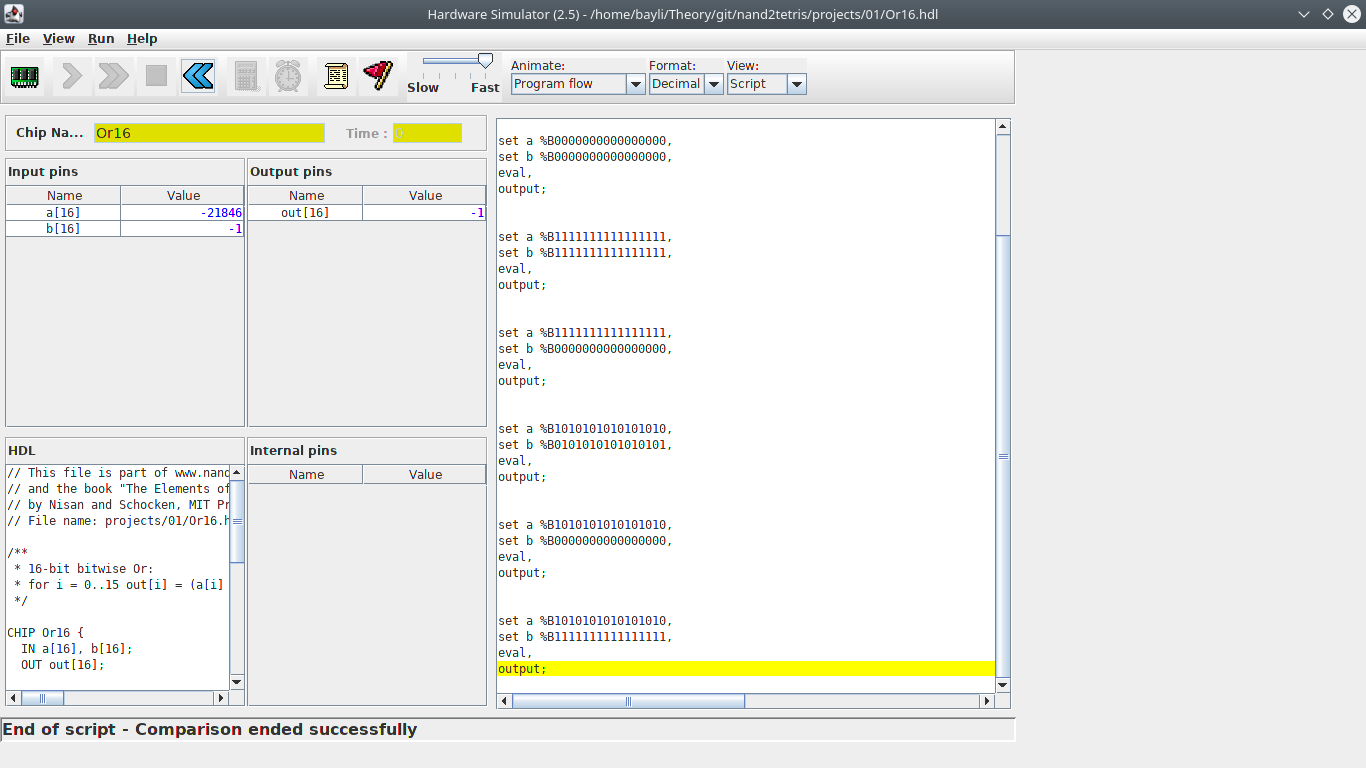 Hardware Simulator (2.5) - /home/bayli/Theory/git/nand2tetris/projects/01/Or16.hdl
File View Run Help
Slow Fast
Animate: Format: View:
Program flow Decimal Script
Chip Na... Or16 Time : 0
Input pins
Name Value
a[16] -21846
b[16] -1
Output pins
Name Value
out[16] -1
HDL
// This file is part of www.nand
// and the book "The Elements of
// by Nisan and Schocken, MIT Pr
// File name: projects/01/Or16.h
/**
* 16-bit bitwise Or:
* for i = 0..15 out[i] = (a[i]
*/
CHIP Or16 {
IN a[16], b[16];
OUT out[16];
Internal pins
Name Value
set a %B0000000000000000,
set b %B0000000000000000,
eval,
output;
set a %B1111111111111111,
set b %B1111111111111111,
eval,
output;
set a %B1111111111111111,
set b %B0000000000000000,
eval,
output;
set a %B1010101010101010,
set b %B0101010101010101,
eval,
output;
set a %B1010101010101010,
set b %B0000000000000000,
eval,
output;
set a %B1010101010101010,
set b %B1111111111111111,
eval,
output;
End of script - Comparison ended successfully